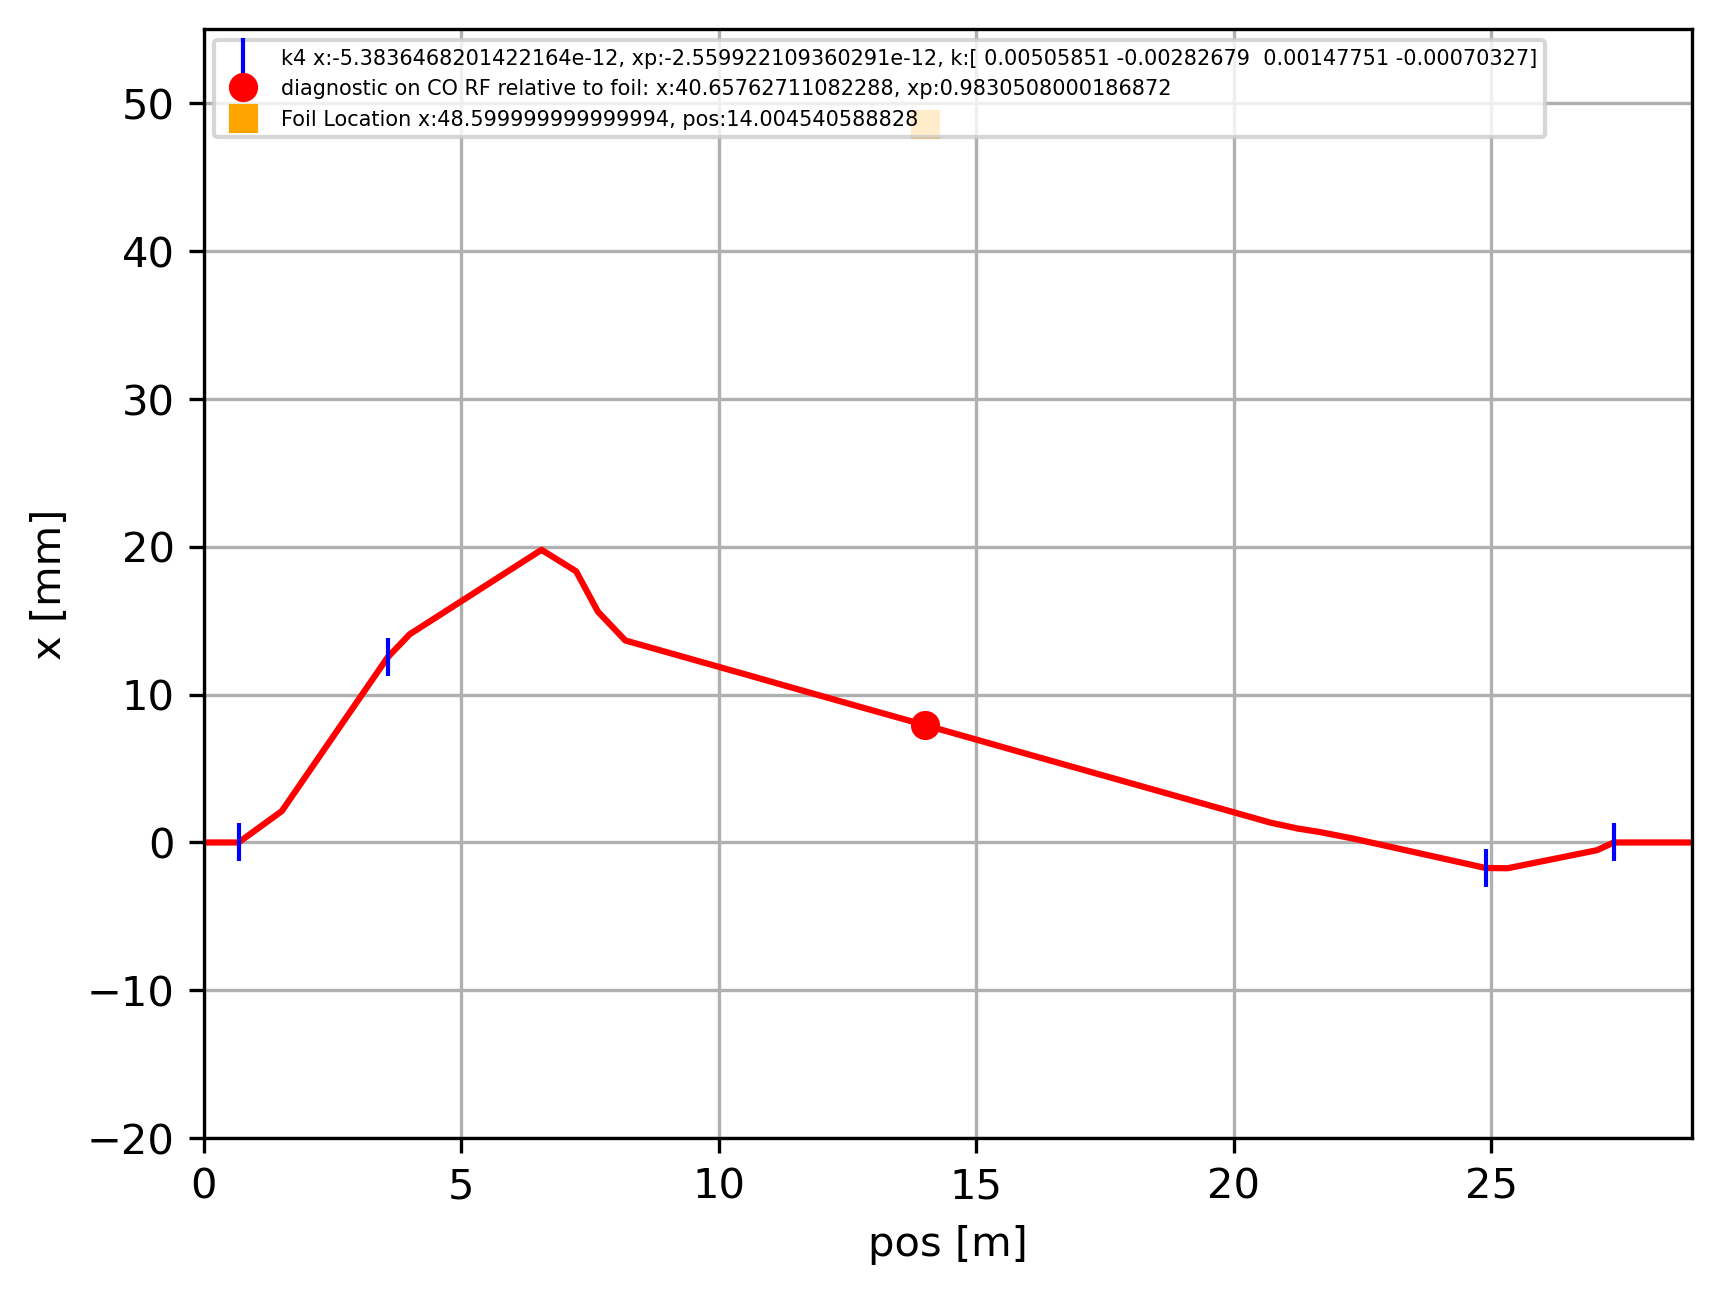 k4 x:-5.3836468201422164e-12, xp:-2.559922109360291e-12, k:[ 0.00505851 -0.00282679  0.00147751 -0.00070327]
diagnostic on CO RF relative to foil: x:40.65762711082288, xp:0.9830508000186872
Foil Location x:48.599999999999994, pos:14.004540588828
50
40
30
20
10
0
−10
−20
x [mm]
0 5 10 15 20 25
pos [m]